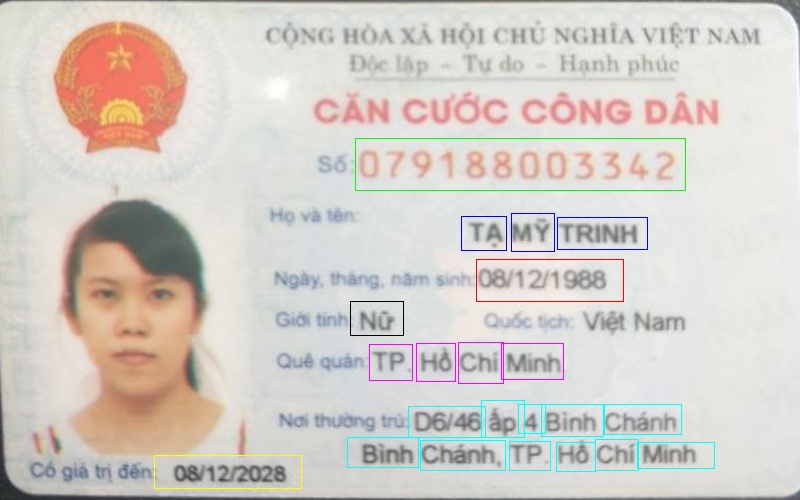 CỘNG HÒA XÃ HỘI CHỦ NGHĨA VIỆT NAM
Độc lập - Tự do - Hạnh phúc
CĂN CƯỚC CÔNG DÂN
Số: 079188003342
Họ và tên:
TẠ MỸ TRINH
Ngày, tháng, năm sinh: 08/12/1988
Giới tính: Nữ Quốc tịch: Việt Nam
Quê quán: TP. Hồ Chí Minh
Nơi thường trú: D6/46 ấp 4 Bình Chánh
Bình Chánh, TP. Hồ Chí Minh
Có giá trị đến: 08/12/2028